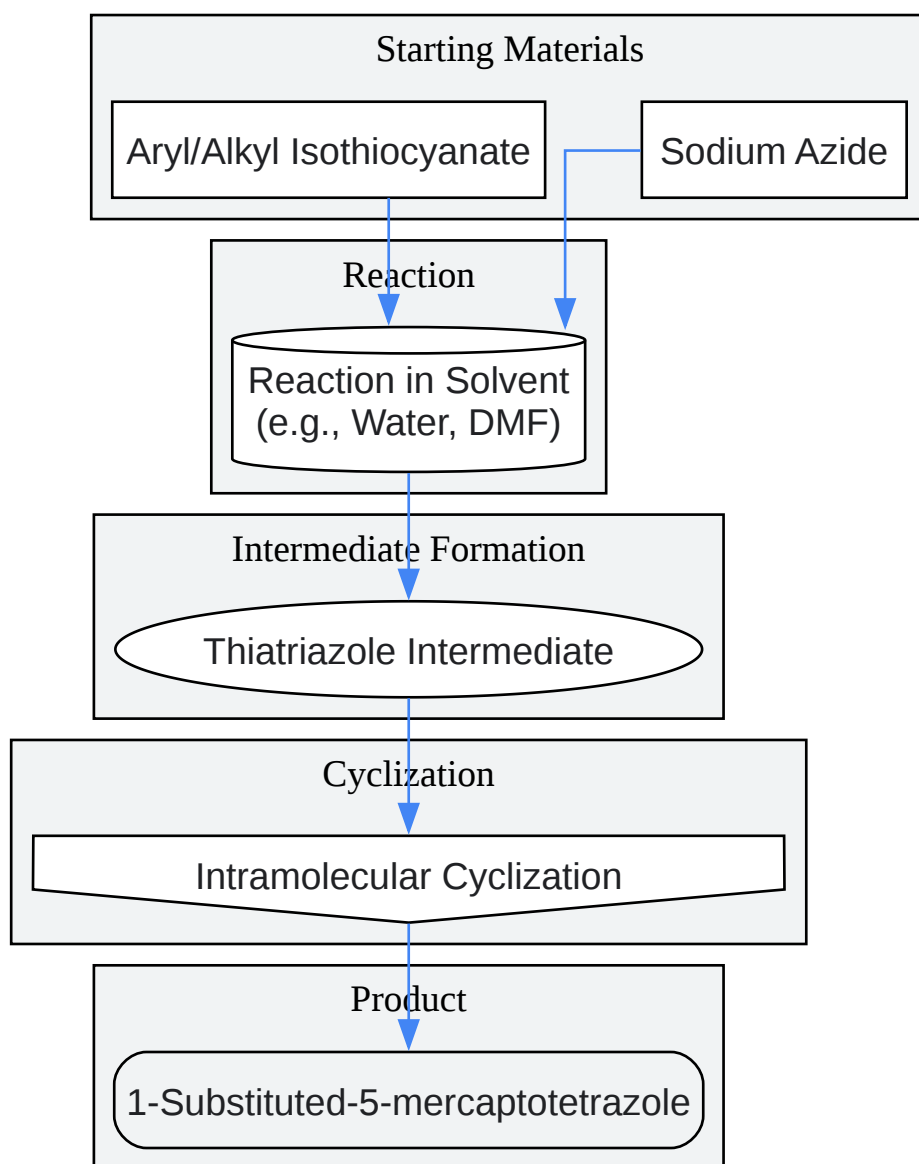 Starting Materials
Aryl/Alkyl Isothiocyanate
Sodium Azide
Reaction
Reaction in Solvent
(e.g., Water, DMF)
Intermediate Formation
Thiatriazole Intermediate
Cyclization
Intramolecular Cyclization
Product
1-Substituted-5-mercaptotetrazole